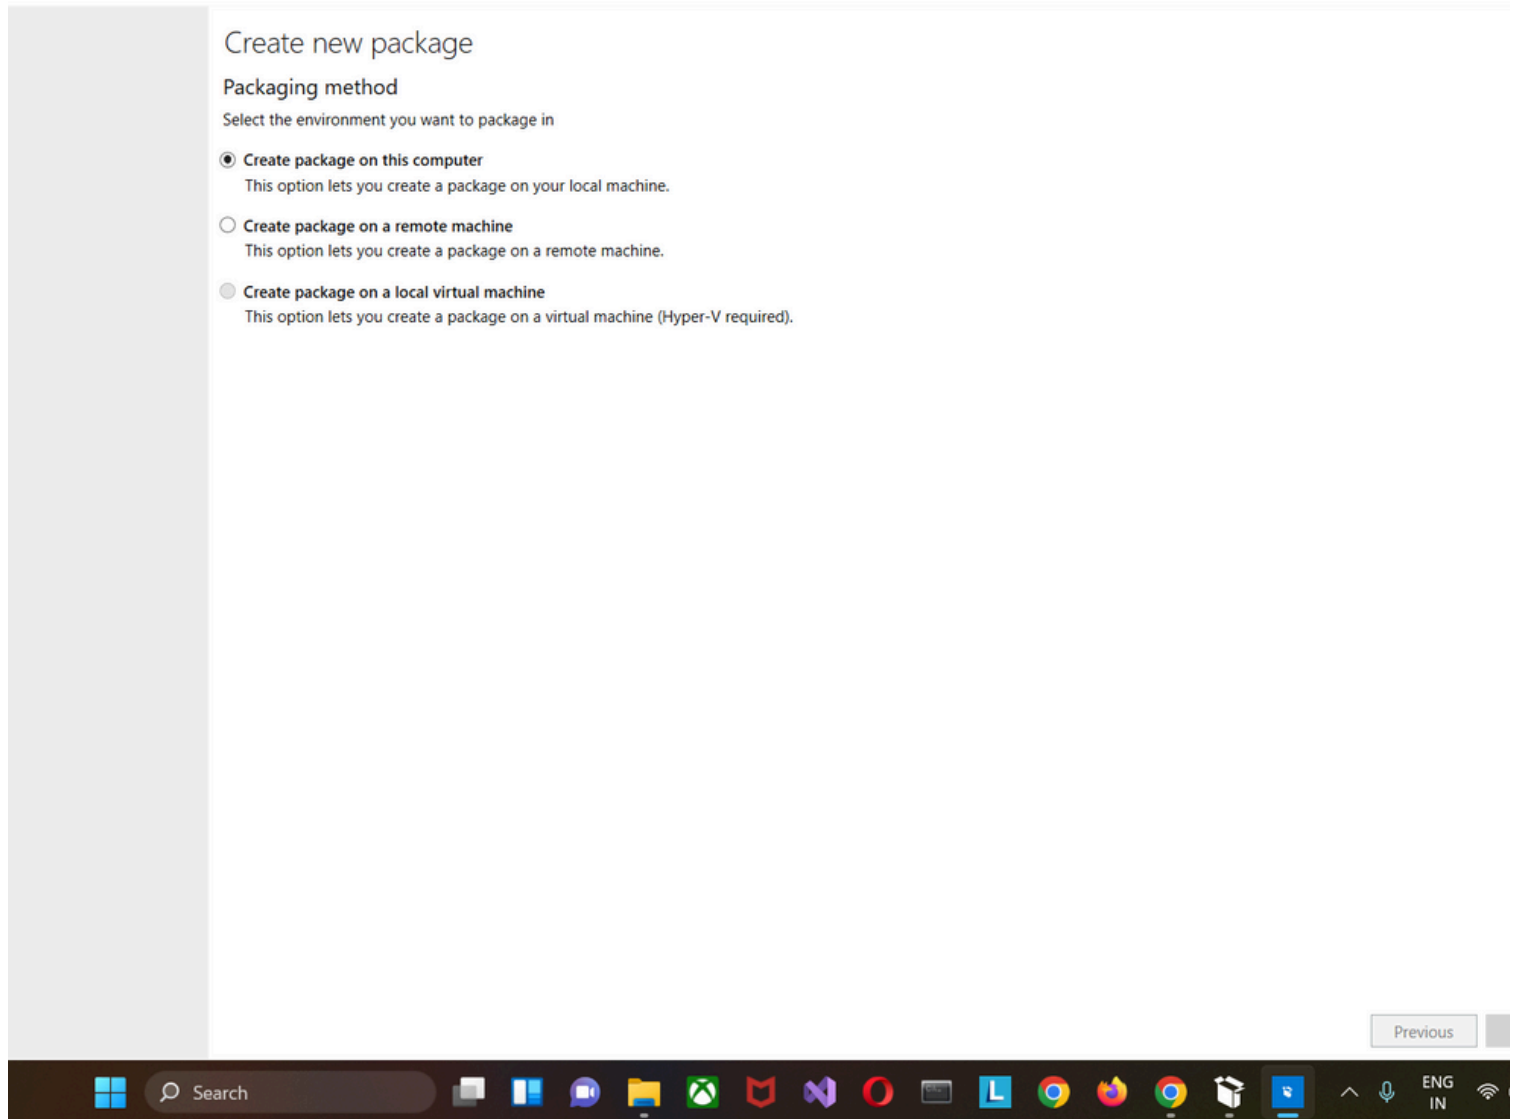 Create new package
Packaging method
Select the environment you want to package in
Create package on this computer
This option lets you create a package on your local machine.
Create package on a remote machine
This option lets you create a package on a remote machine.
Create package on a local virtual machine
This option lets you create a package on a virtual machine (Hyper-V required).
Previous
Search
L
ENG
IN